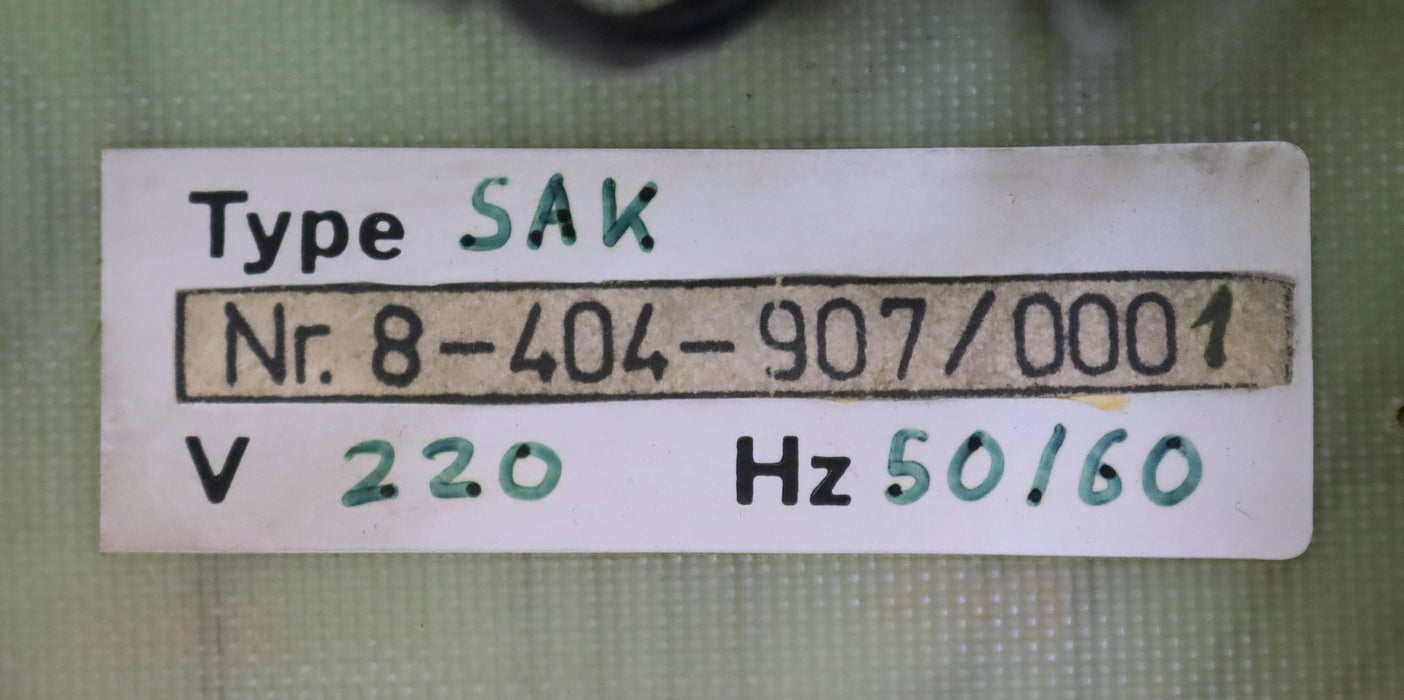 Type SAK
Nr. 8-404-907/0001
V 220 Hz 50/60